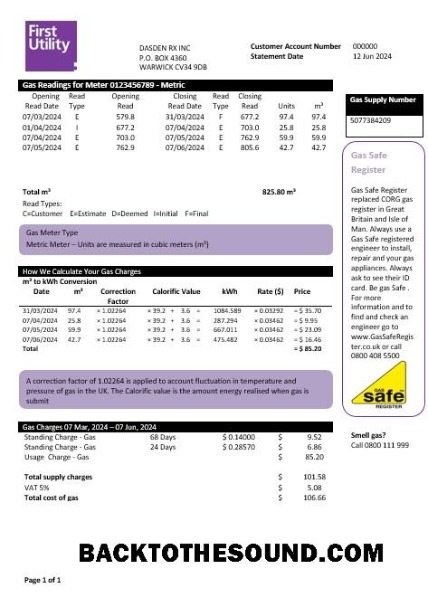 First
Utility
DASDEN RX INC
P.O. BOX 4360
WARWICK CV34 9DB
Customer Account Number 000000
Statement Date 12 Jun 2024
Gas Readings for Meter 0123456789 - Metric
Opening Read Date Read Type Opening Read Closing Read Date Read Type Closing Read Units m³
07/03/2024 E 579.8 31/03/2024 F 677.2 97.4 97.4
01/04/2024 I 677.2 06/04/2024 E 703.0 25.8 25.8
07/04/2024 E 703.0 06/05/2024 E 762.9 59.9 60.9
07/05/2024 E 762.9 07/06/2024 E 805.6 42.7 42.7
Total m³ 825.80 m³
Read Types:
C=Customer E=Estimate D=Deemed I=Initial F=Final
Gas Meter Type
Metric Meter – Units are measured in cubic meters (m³)
How We Calculate Your Gas Charges
m³ to kWh Conversion
Date m³ Correction Factor Calorific Value kWh Rate ($) Price
31/03/2024 97.4 × 1.02264 × 39.2 + 3.6 = 1084.589 × 0.03292 = $ 35.70
07/04/2024 25.8 × 1.02264 × 39.2 + 3.6 = 287.294 × 0.03462 = $ 9.95
07/05/2024 59.9 × 1.02264 × 39.2 + 3.6 = 667.011 × 0.03462 = $ 23.09
07/06/2024 42.7 × 1.02264 × 39.2 + 3.6 = 475.482 × 0.03462 = $ 16.46
Total = $ 85.20
A correction factor of 1.02264 is applied to account fluctuation in temperature and
pressure of gas in the UK. The Calorific value is the amount energy realised when gas is
submit
Gas Charges 07 Mar, 2024 – 07 Jun, 2024
Standing Charge - Gas 68 Days $ 0.14000 $ 9.52
Standing Charge - Gas 24 Days $ 0.28570 $ 6.86
Usage Charge - Gas $ 85.20
Total supply charges $ 101.58
VAT 5% $ 5.08
Total cost of gas $ 106.66
Gas Supply Number
5077384209
Gas Safe
Register
Gas Safe Register
replaced CORG gas
register in Great
Britain and Isle of
Man. Always use a
Gas Safe registered
engineer to install,
repair and your gas
appliances. Always
ask to see their ID
card. Be gas Safe .
For more
information and to
find and check an
engineer go to
www.GasSafeRegis
ter.co.uk or call
0800 408 5500
gas
safe
REGISTER
Smell gas?
Call 0800 111 999
BACKTOTHESOUND.COM
Page 1 of 1